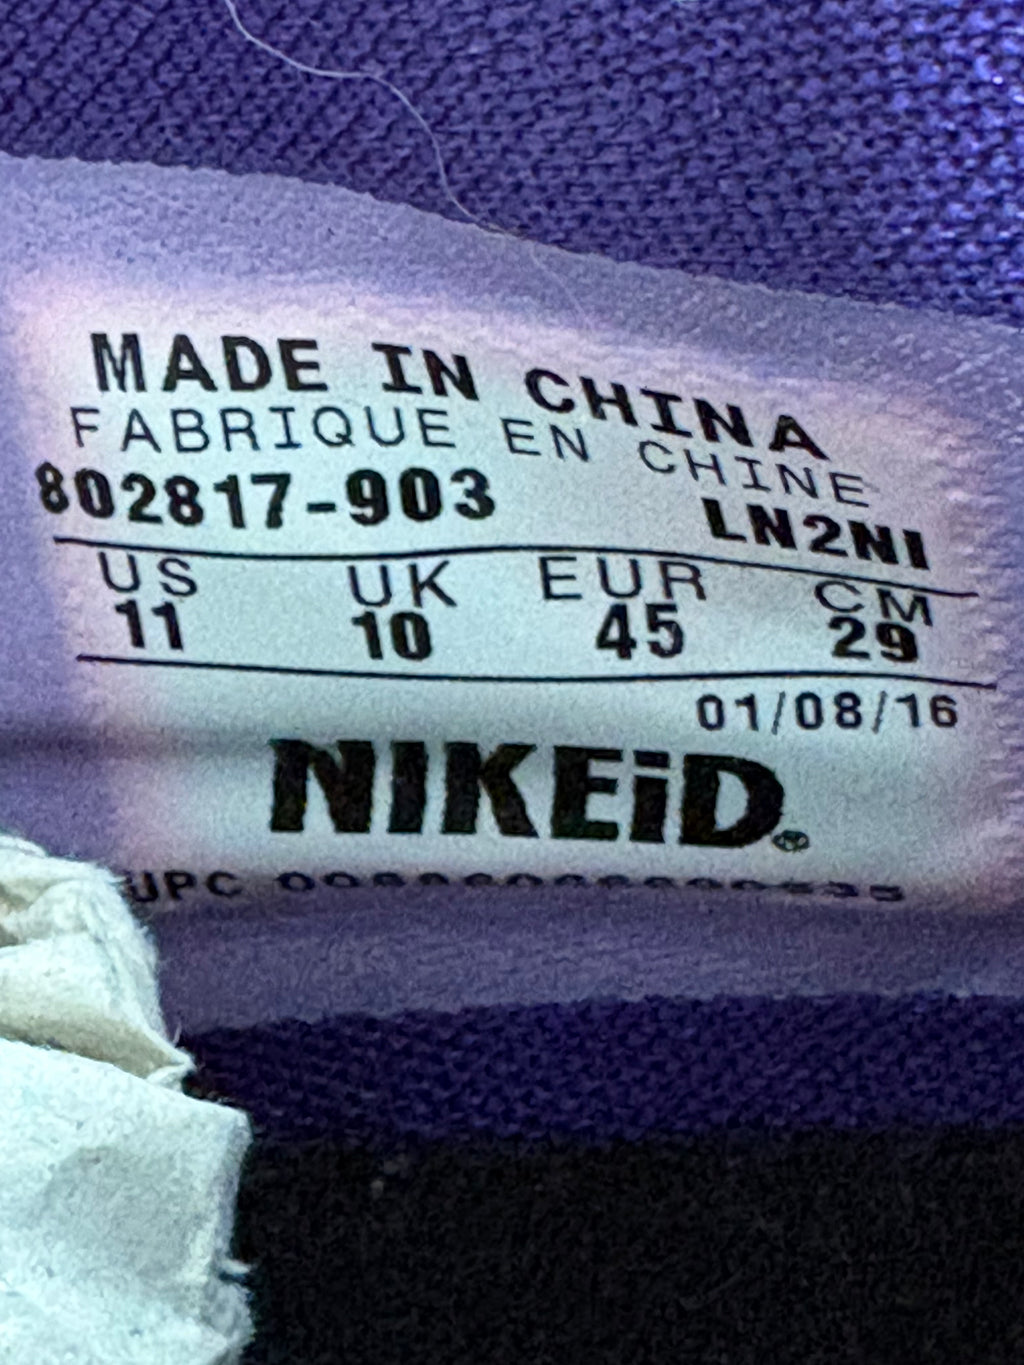 MADE IN CHINA
FABRIQUE EN CHINE
802817-903 LN2NI
US UK EUR CM
11 10 45 29
01/08/16
NIKEiD®
UPC